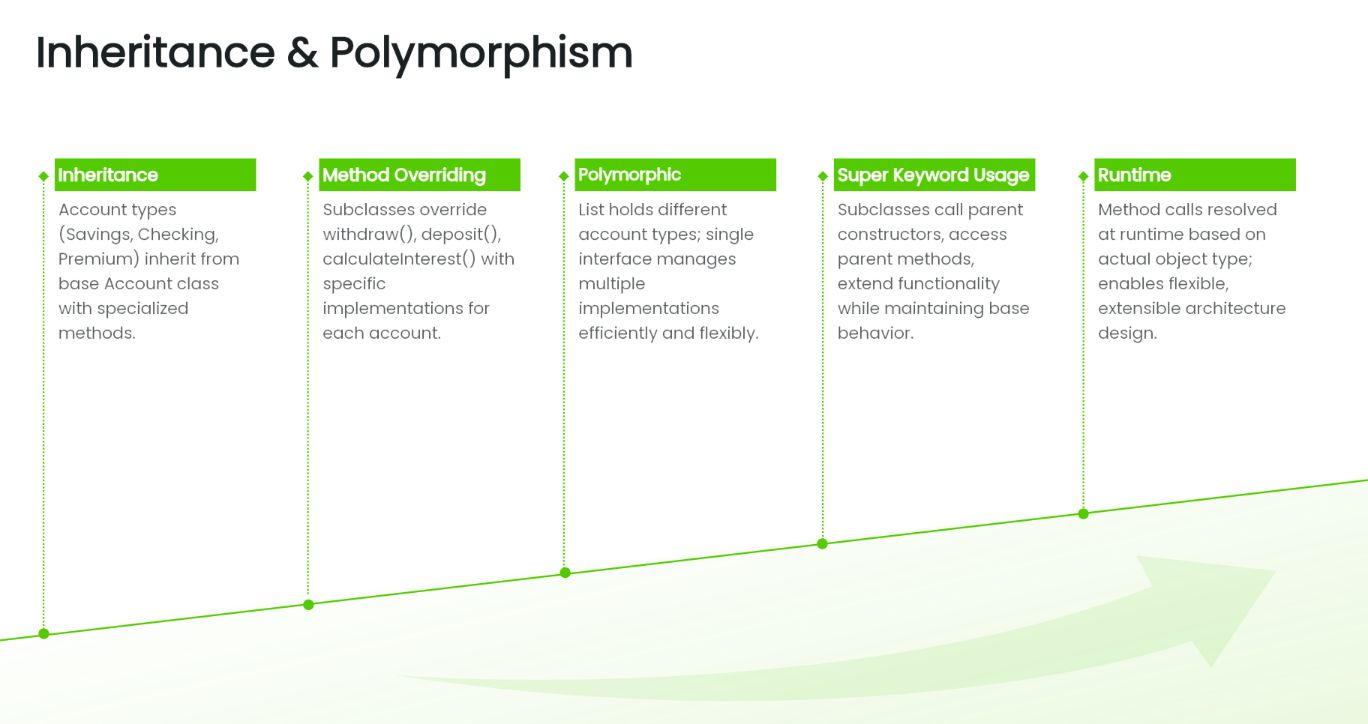 Inheritance & Polymorphism
Inheritance
Account types
(Savings, Checking,
Premium) inherit from
base Account class
with specialized
methods.
Method Overriding
Subclasses override
withdraw(), deposit(),
calculateInterest() with
specific
implementations for
each account.
Polymorphic
List holds different
account types; single
interface manages
multiple
implementations
efficiently and flexibly.
Super Keyword Usage
Subclasses call parent
constructors, access
parent methods,
extend functionality
while maintaining base
behavior.
Runtime
Method calls resolved
at runtime based on
actual object type;
enables flexible,
extensible architecture
design.